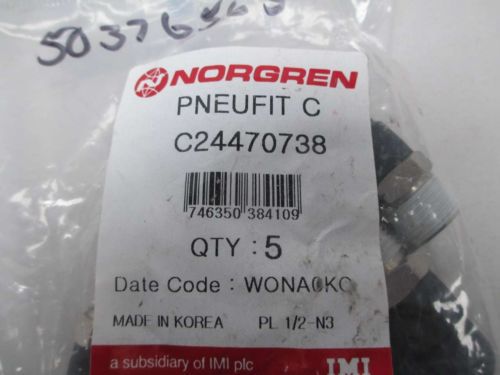 NORGREN
PNEUFIT C
C24470738
746350 384109
QTY : 5
Date Code : WONA0KC
MADE IN KOREA PL 1/2-N3
a subsidiary of IMI plc IMI